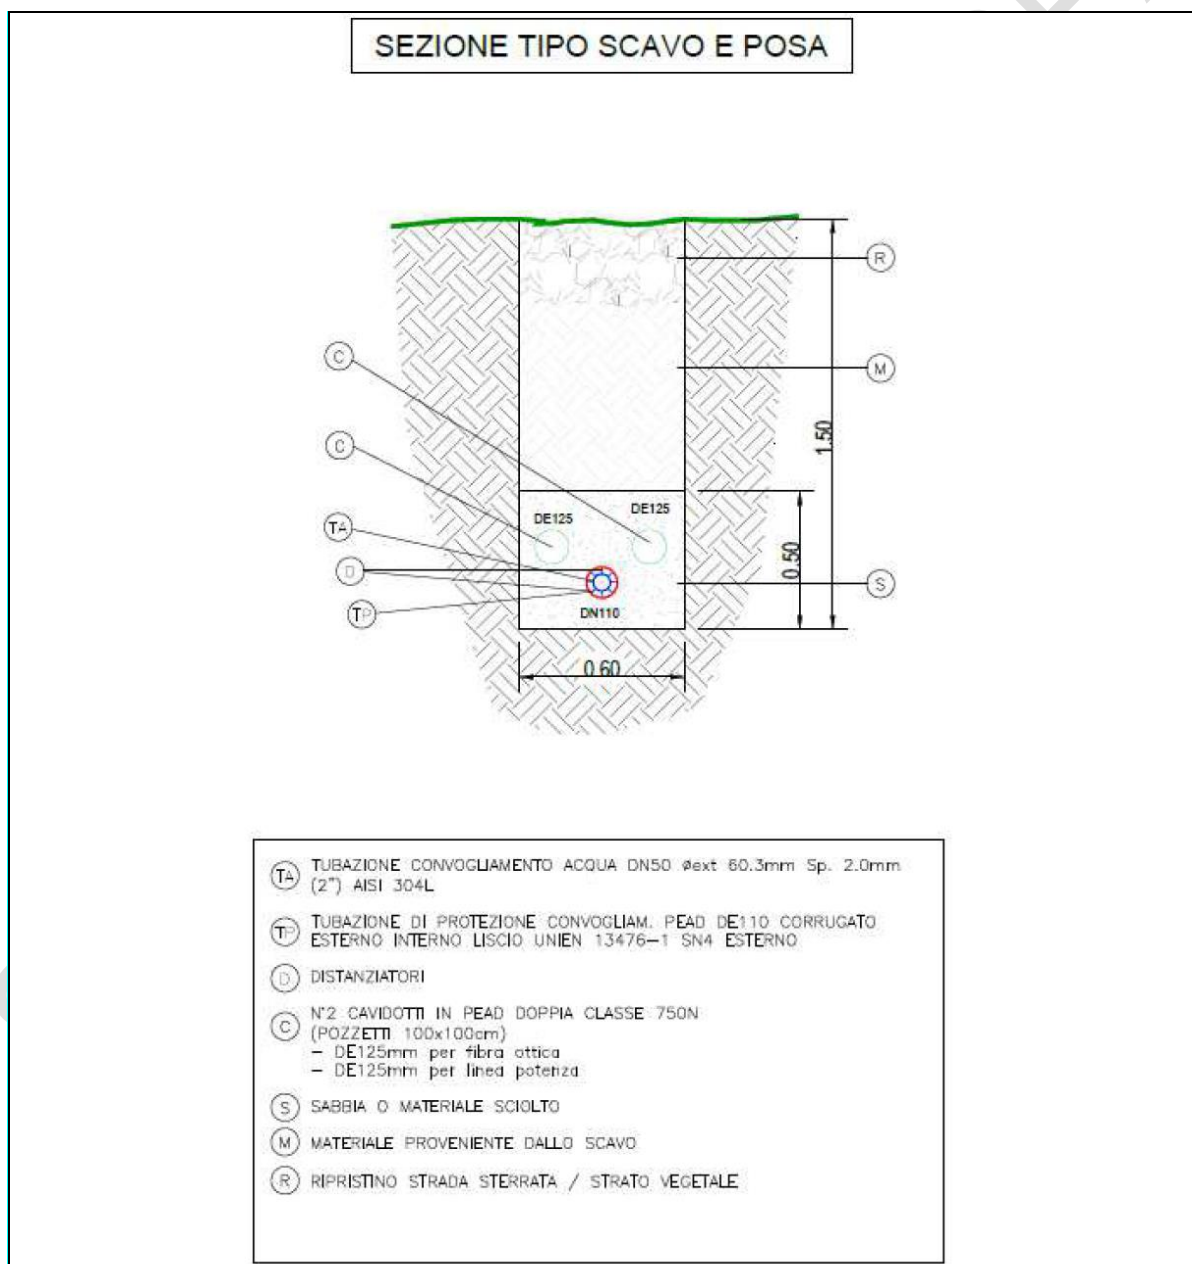 SEZIONE TIPO SCAVO E POSA
R
C
M
1.50
C
DE125
DE125
TA
0.50
D
S
TP
DN110
0.60
TA TUBAZIONE CONVOGLIAMENTO ACQUA DN50 øext 60.3mm Sp. 2.0mm
(2") AISI 304L
TP TUBAZIONE DI PROTEZIONE CONVOGLIAM. PEAD DE110 CORRUGATO
ESTERNO INTERNO LISCIO UNIEN 13476-1 SN4 ESTERNO
D DISTANZIATORI
C N°2 CAVIDOTTI IN PEAD DOPPIA CLASSE 750N
(POZZETTI 100x100cm)
- DE125mm per fibra ottica
- DE125mm per linea potenza
S SABBIA O MATERIALE SCIOLTO
M MATERIALE PROVENIENTE DALLO SCAVO
R RIPRISTINO STRADA STERRATA / STRATO VEGETALE